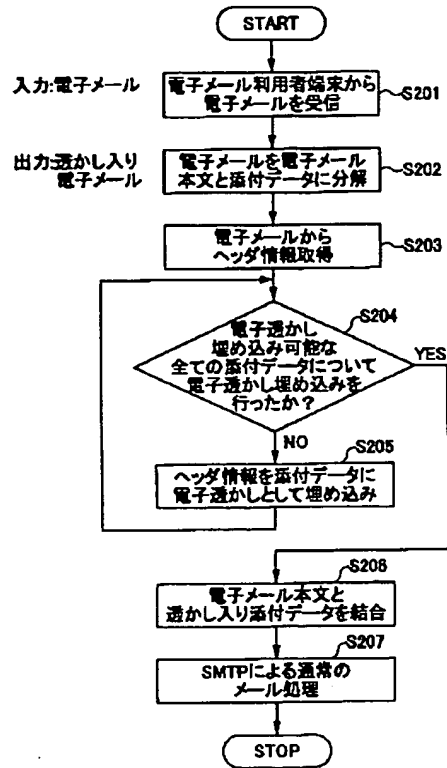 START
入力:電子メール
電子メール利用者端末から
電子メールを受信
S201
出力:透かし入り
電子メール
電子メールを電子メール
本文と添付データに分解
S202
電子メールから
ヘッダ情報取得
S203
S204
電子透かし
埋め込み可能な
全ての添付データについて
電子透かし埋め込みを
行ったか?
YES
NO
S205
ヘッダ情報を添付データに
電子透かしとして埋め込み
S206
電子メール本文と
透かし入り添付データを結合
S207
SMTPによる通常の
メール処理
STOP